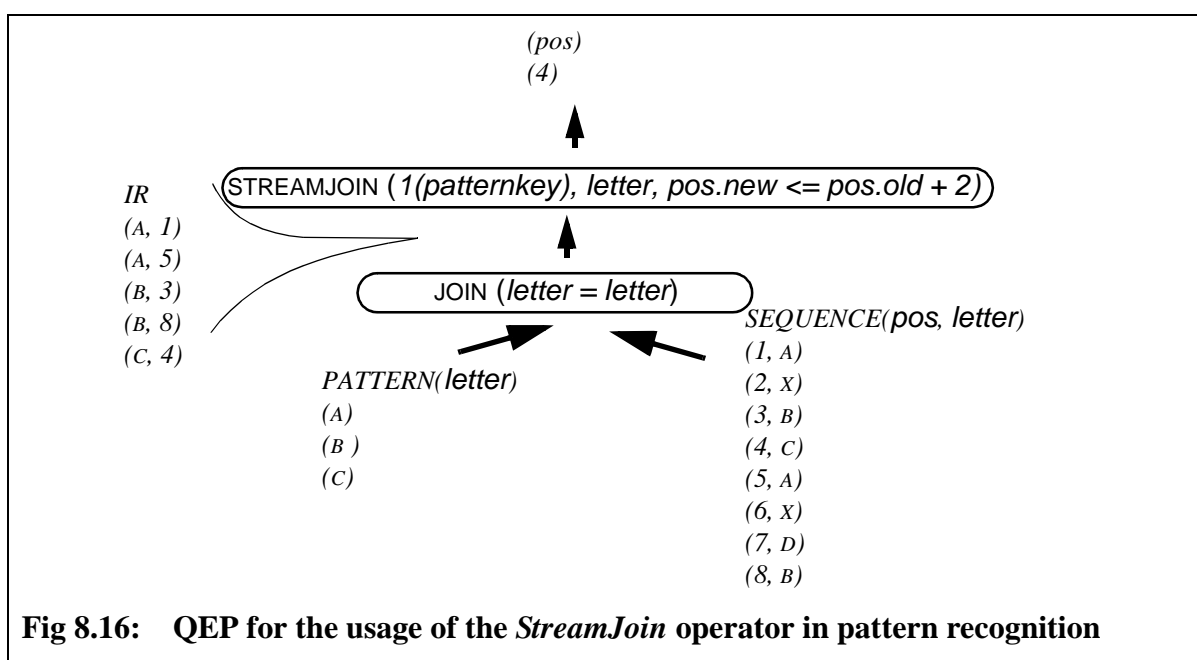 (pos)
(4)
STREAMJOIN (1(patternkey), letter, pos.new <= pos.old + 2)
IR
(A, 1)
(A, 5)
(B, 3)
(B, 8)
(C, 4)
JOIN (letter = letter)
PATTERN(letter)
(A)
(B )
(C)
SEQUENCE(pos, letter)
(1, A)
(2, X)
(3, B)
(4, C)
(5, A)
(6, X)
(7, D)
(8, B)
Fig 8.16: QEP for the usage of the StreamJoin operator in pattern recognition